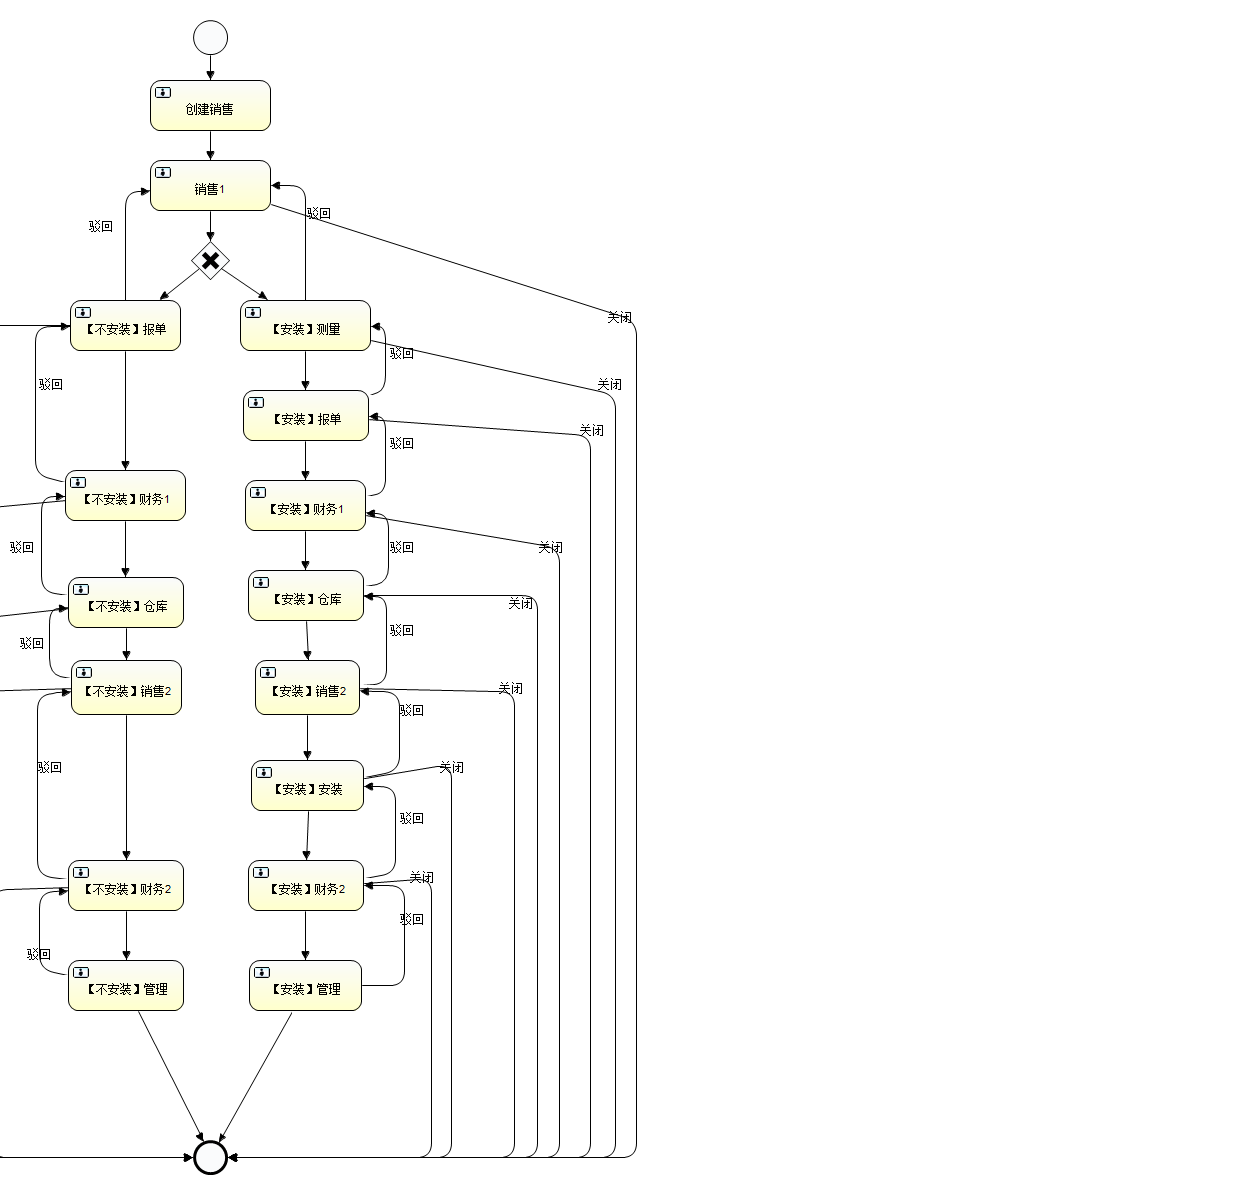 创建销售
销售1
驳回
驳回
关闭
【不安装】报单
【安装】测量
驳回
驳回
关闭
【安装】报单
关闭
驳回
【不安装】财务1
【安装】财务1
驳回
驳回
关闭
【不安装】仓库
【安装】仓库
关闭
驳回
驳回
【不安装】销售2
【安装】销售2
关闭
驳回
驳回
关闭
【安装】安装
驳回
关闭
【不安装】财务2
【安装】财务2
驳回
驳回
【不安装】管理
【安装】管理